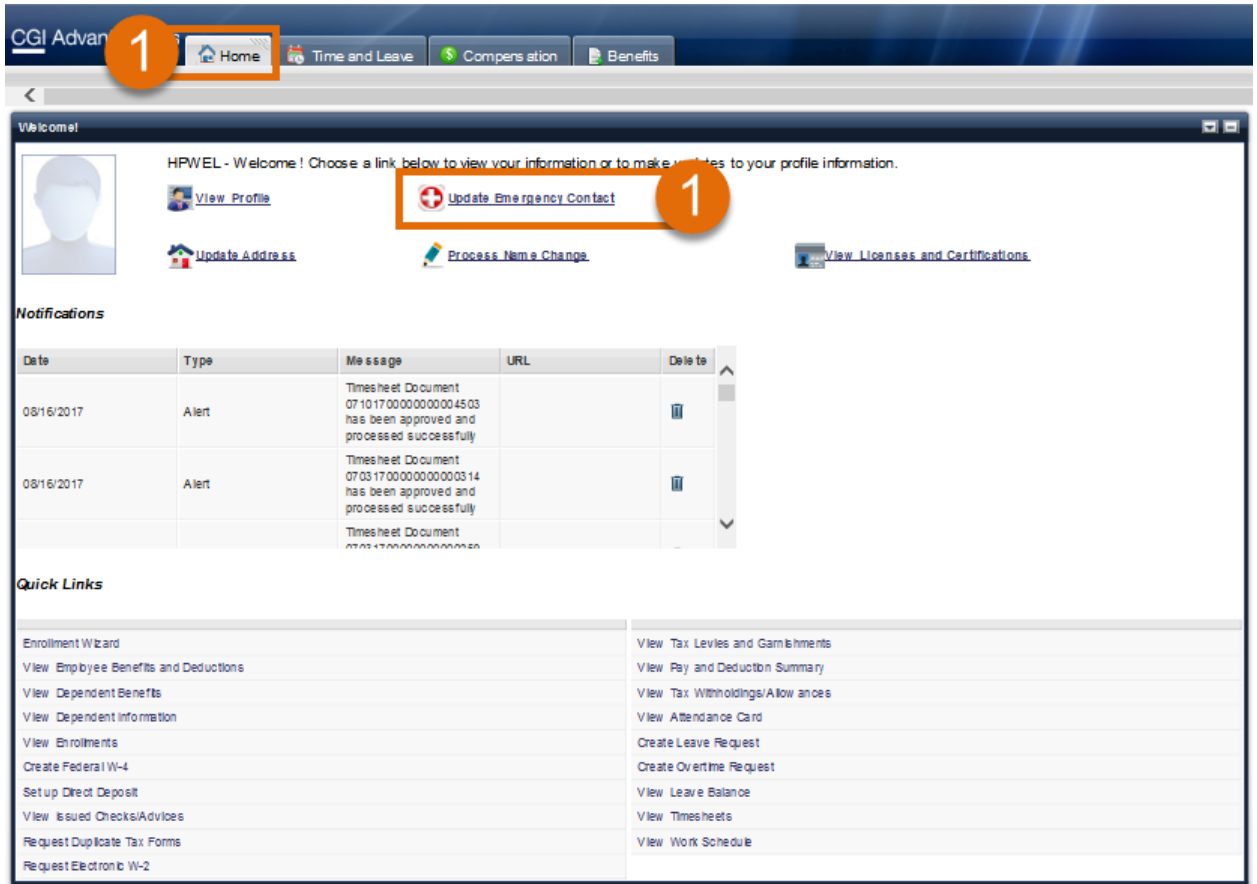 CGI Advan
1
s
Home
Time and Leave
Compensation
Benefits
Welcome!
HPWEL - Welcome ! Choose a link below to view your information or to make updates to your profile information.
View Profile
Update Emergency Contact
1
Update Address
Process Name Change
View Licenses and Certifications
Notifications
Date Type Message URL Delete
Timesheet Document
07101700000000004503
has been approved and
processed successfully
08/16/2017 Alert
Timesheet Document
07031700000000000314
has been approved and
processed successfully
08/16/2017 Alert
Timesheet Document
Quick Links
Enrollment Wizard
View Employee Benefits and Deductions
View Dependent Benefits
View Dependent Information
View Enrollments
Create Federal W-4
Set up Direct Deposit
View Issued Checks/Advices
Request Duplicate Tax Forms
Request Electronic W-2
View Tax Levies and Garnishments
View Pay and Deduction Summary
View Tax Withholdings/Allowances
View Attendance Card
Create Leave Request
Create Overtime Request
View Leave Balance
View Timesheets
View Work Schedule